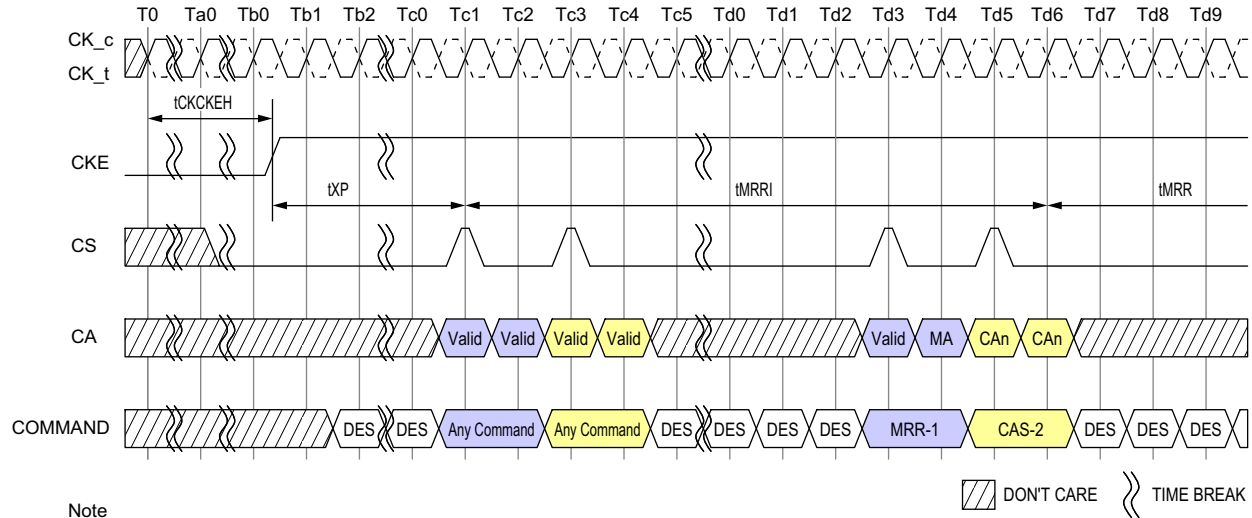 T0 Ta0 Tb0 Tb1 Tb2 Tc0 Tc1 Tc2 Tc3 Tc4 Tc5 Td0 Td1 Td2 Td3 Td4 Td5 Td6 Td7 Td8 Td9
CK_c
CK_t
tCKCKEH
CKE
tXP tMRRI tMRR
CS
CA Valid Valid Valid Valid Valid MA CAn CAn
COMMAND DES DES Any Command Any Command DES DES DES DES MRR-1 CAS-2 DES DES DES
DON'T CARE TIME BREAK
Note